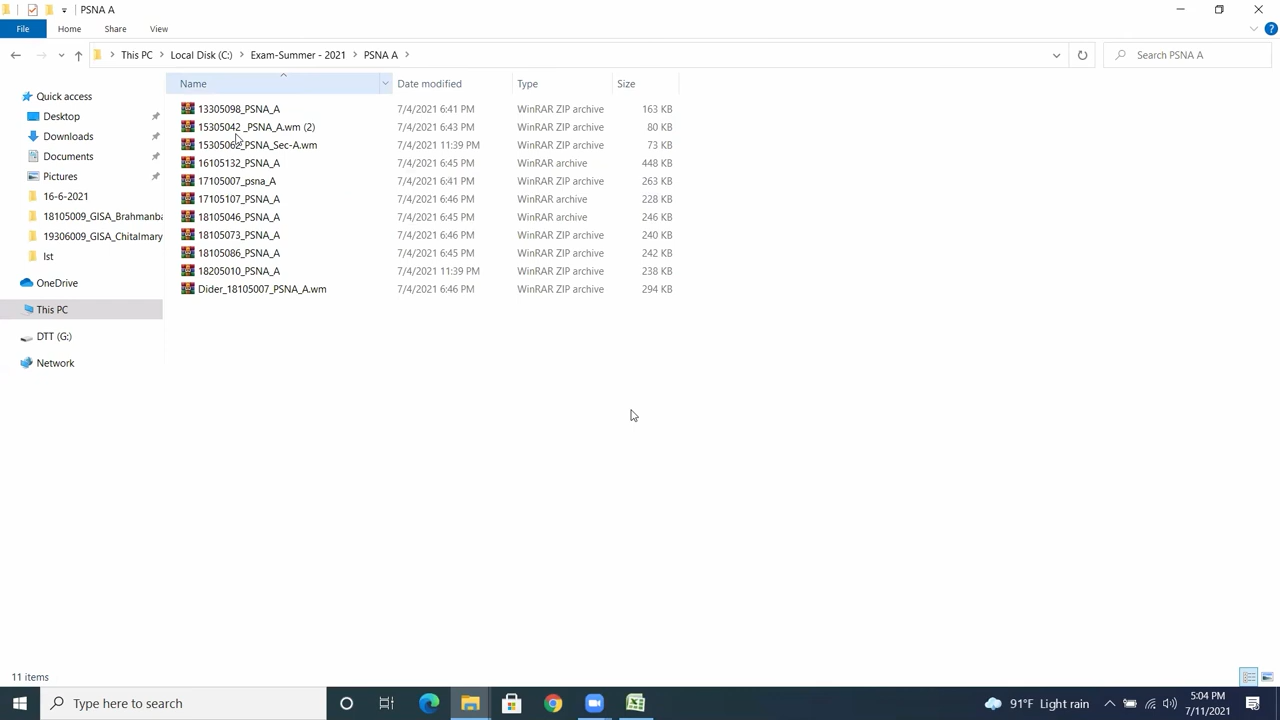 PSNA A
File Home Share View
This PC Local Disk (C:) Exam-Summer - 2021 PSNA A
Search PSNA A
Name Date modified Type Size
Quick access
Desktop
Downloads
Documents
Pictures
16-6-2021
18105009_GISA_Brahmanba
19306009_GISA_Chitalmary
lst
OneDrive
This PC
DTT (G:)
Network
13305098_PSNA_A 7/4/2021 6:41 PM WinRAR ZIP archive 163 KB
15305042 _PSNA_A.wm (2) 7/4/2021 6:43 PM WinRAR ZIP archive 80 KB
PSNA_Sec-A.wm 7/4/2021 11:39 PM WinRAR ZIP archive 73 KB
16105132_PSNA_A 7/4/2021 6:45 PM WinRAR archive 448 KB
17105007_psna_A 7/4/2021 6:41 PM WinRAR ZIP archive 263 KB
17105107_PSNA_A 7/4/2021 6:46 PM WinRAR archive 228 KB
18105046_PSNA_A 7/4/2021 6:45 PM WinRAR archive 246 KB
18105073_PSNA_A 7/4/2021 6:46 PM WinRAR ZIP archive 240 KB
18105086_PSNA_A 7/4/2021 6:45 PM WinRAR ZIP archive 242 KB
18205010_PSNA_A 7/4/2021 11:39 PM WinRAR ZIP archive 238 KB
Dider_18105007_PSNA_A.wm 7/4/2021 6:46 PM WinRAR ZIP archive 294 KB
11 items
Type here to search
91°F Light rain
5:04 PM
7/11/2021